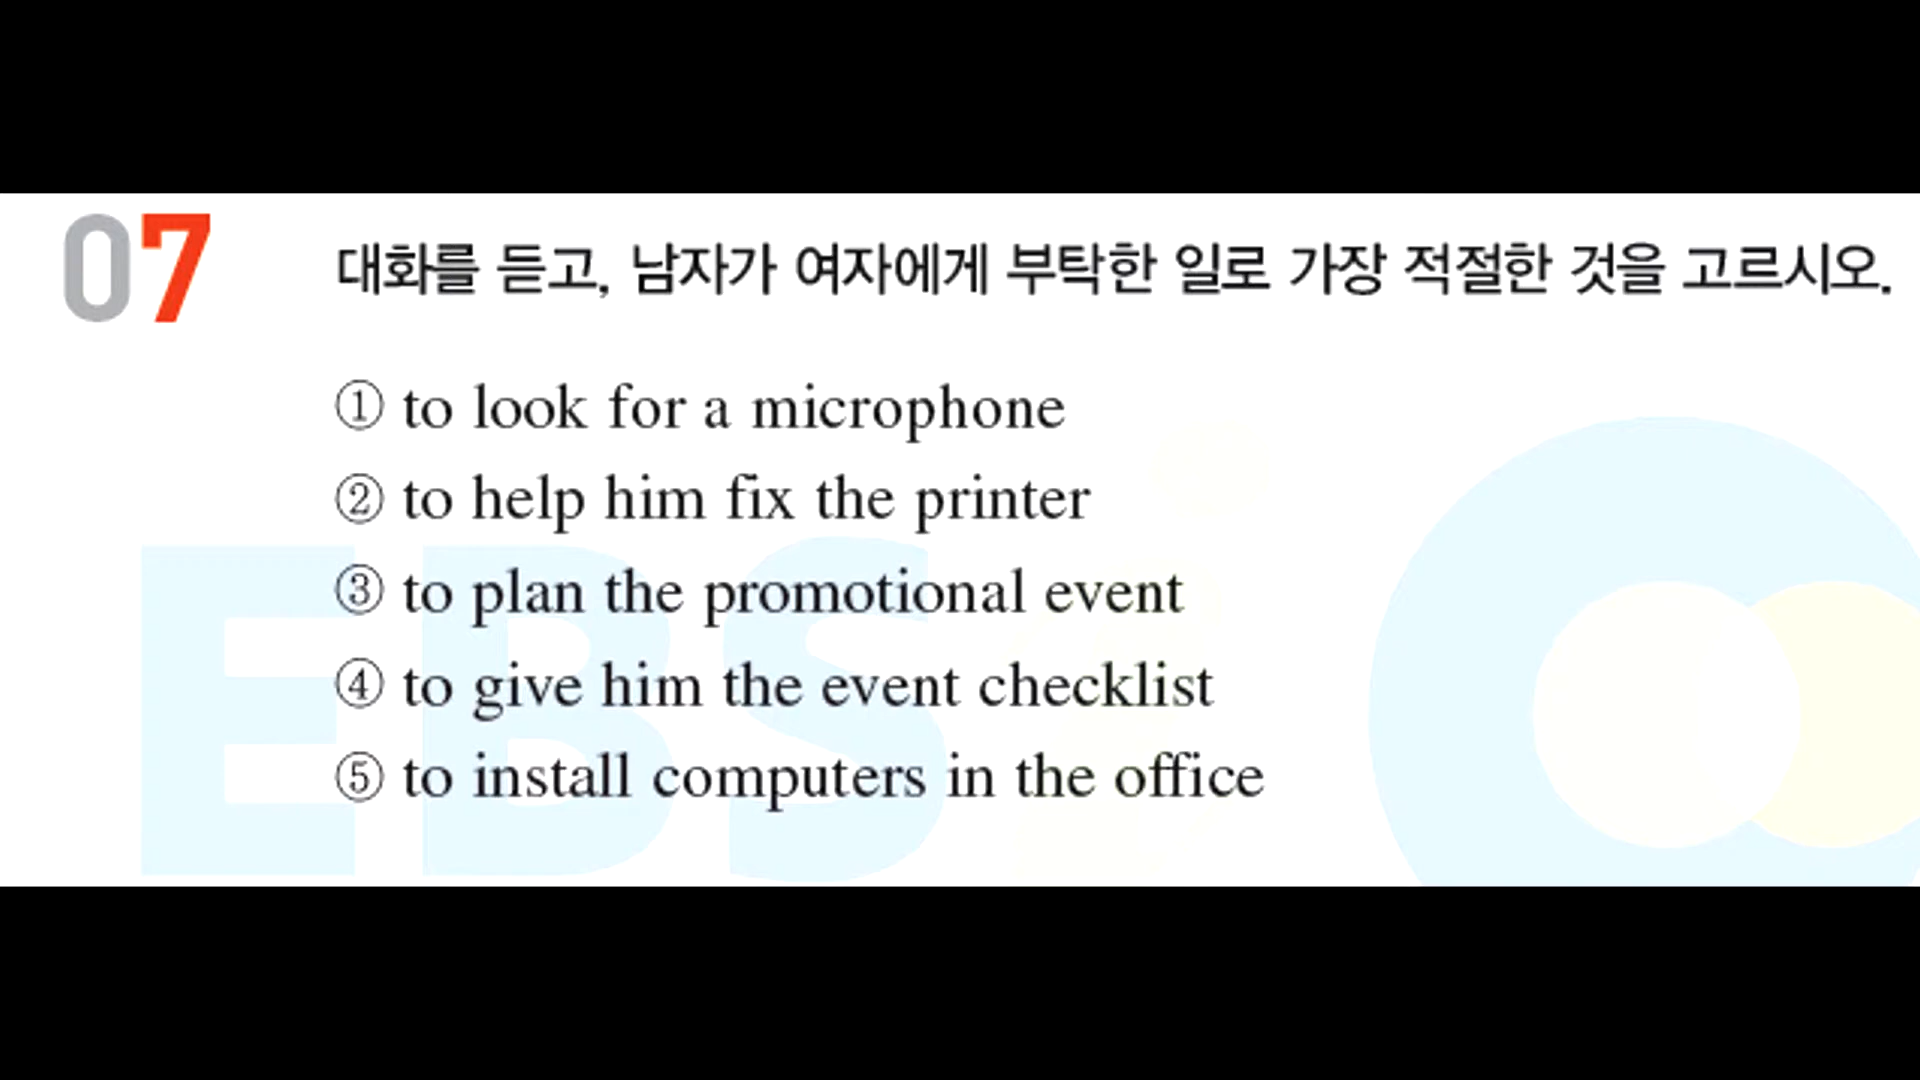 07 대화를 듣고, 남자가 여자에게 부탁한 일로 가장 적절한 것을 고르시오.
① to look for a microphone
② to help him fix the printer
③ to plan the promotional event
④ to give him the event checklist
⑤ to install computers in the office
EBSi